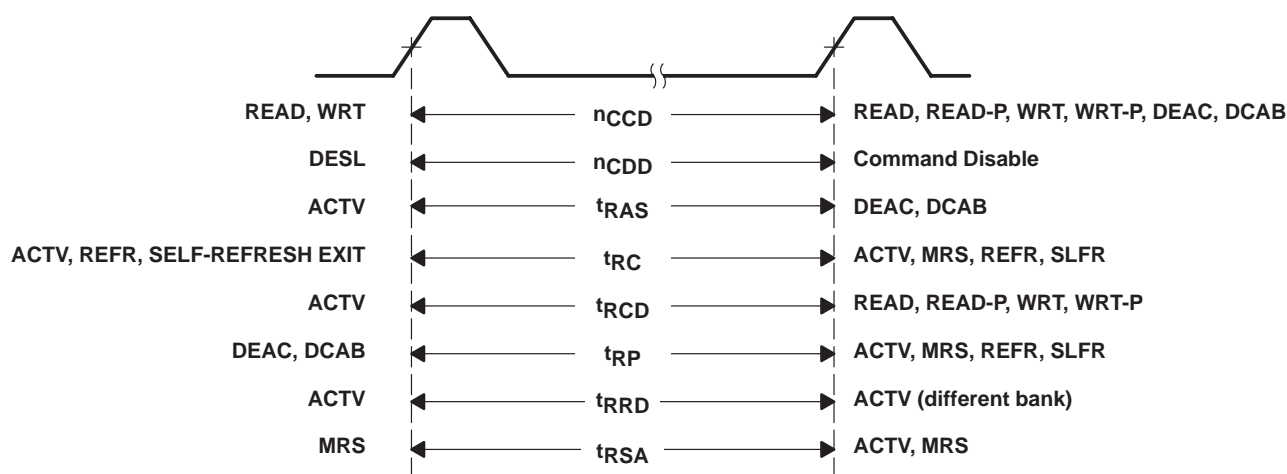 READ, WRT nCCD READ, READ-P, WRT, WRT-P, DEAC, DCAB
DESL nCDD Command Disable
ACTV tRAS DEAC, DCAB
ACTV, REFR, SELF-REFRESH EXIT tRC ACTV, MRS, REFR, SLFR
ACTV tRCD READ, READ-P, WRT, WRT-P
DEAC, DCAB tRP ACTV, MRS, REFR, SLFR
ACTV tRRD ACTV (different bank)
MRS tRSA ACTV, MRS